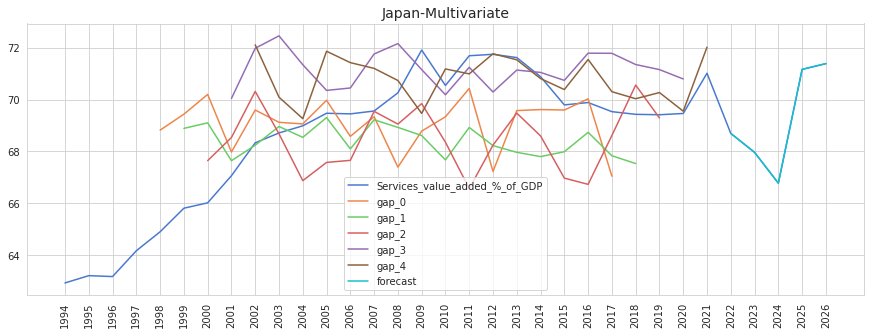 Japan-Multivariate
72
70
68
66
64
Services_value_added_%_of_GDP
gap_0
gap_1
gap_2
gap_3
gap_4
forecast
1994 1995 1996 1997 1998 1999 2000 2001 2002 2003 2004 2005 2006 2007 2008 2009 2010 2011 2012 2013 2014 2015 2016 2017 2018 2019 2020 2021 2022 2023 2024 2025 2026